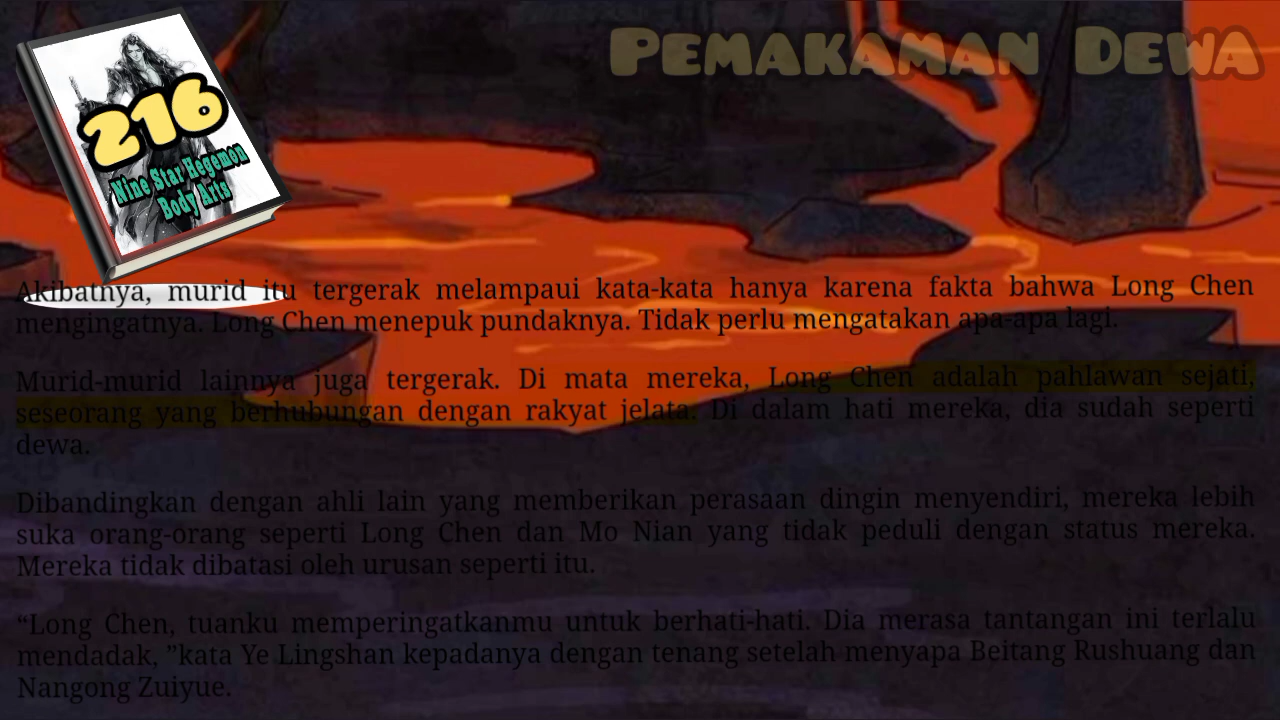 Pemakaman Dewa
216
Nine Star Hegemon
Body Arts
Akibatnya, murid itu tergerak melampaui kata-kata hanya karena fakta bahwa Long Chen
mengingatnya. Long Chen menepuk pundaknya. Tidak perlu mengatakan apa-apa lagi.
Murid-murid lainnya juga tergerak. Di mata mereka, Long Chen adalah pahlawan sejati,
seseorang yang berhubungan dengan rakyat jelata. Di dalam hati mereka, dia sudah seperti
dewa.
Dibandingkan dengan ahli lain yang memberikan perasaan dingin menyendiri, mereka lebih
suka orang-orang seperti Long Chen dan Mo Nian yang tidak peduli dengan status mereka.
Mereka tidak dibatasi oleh urusan seperti itu.
“Long Chen, tuanku memperingatkanmu untuk berhati-hati. Dia merasa tantangan ini terlalu
mendadak, ”kata Ye Lingshan kepadanya dengan tenang setelah menyapa Beitang Rushuang dan
Nangong Zuiyue.